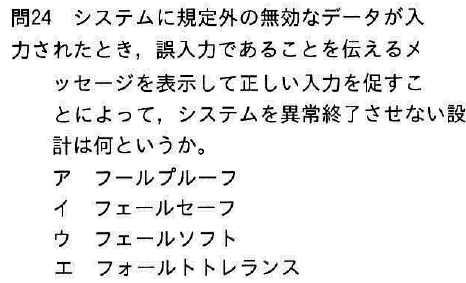 問24　システムに規定外の無効なデータが入
力されたとき，誤入力であることを伝えるメ
ッセージを表示して正しい入力を促すこ
とによって，システムを異常終了させない設
計は何というか。
ア　フールプルーフ
イ　フェールセーフ
ウ　フェールソフト
エ　フォールトトレランス